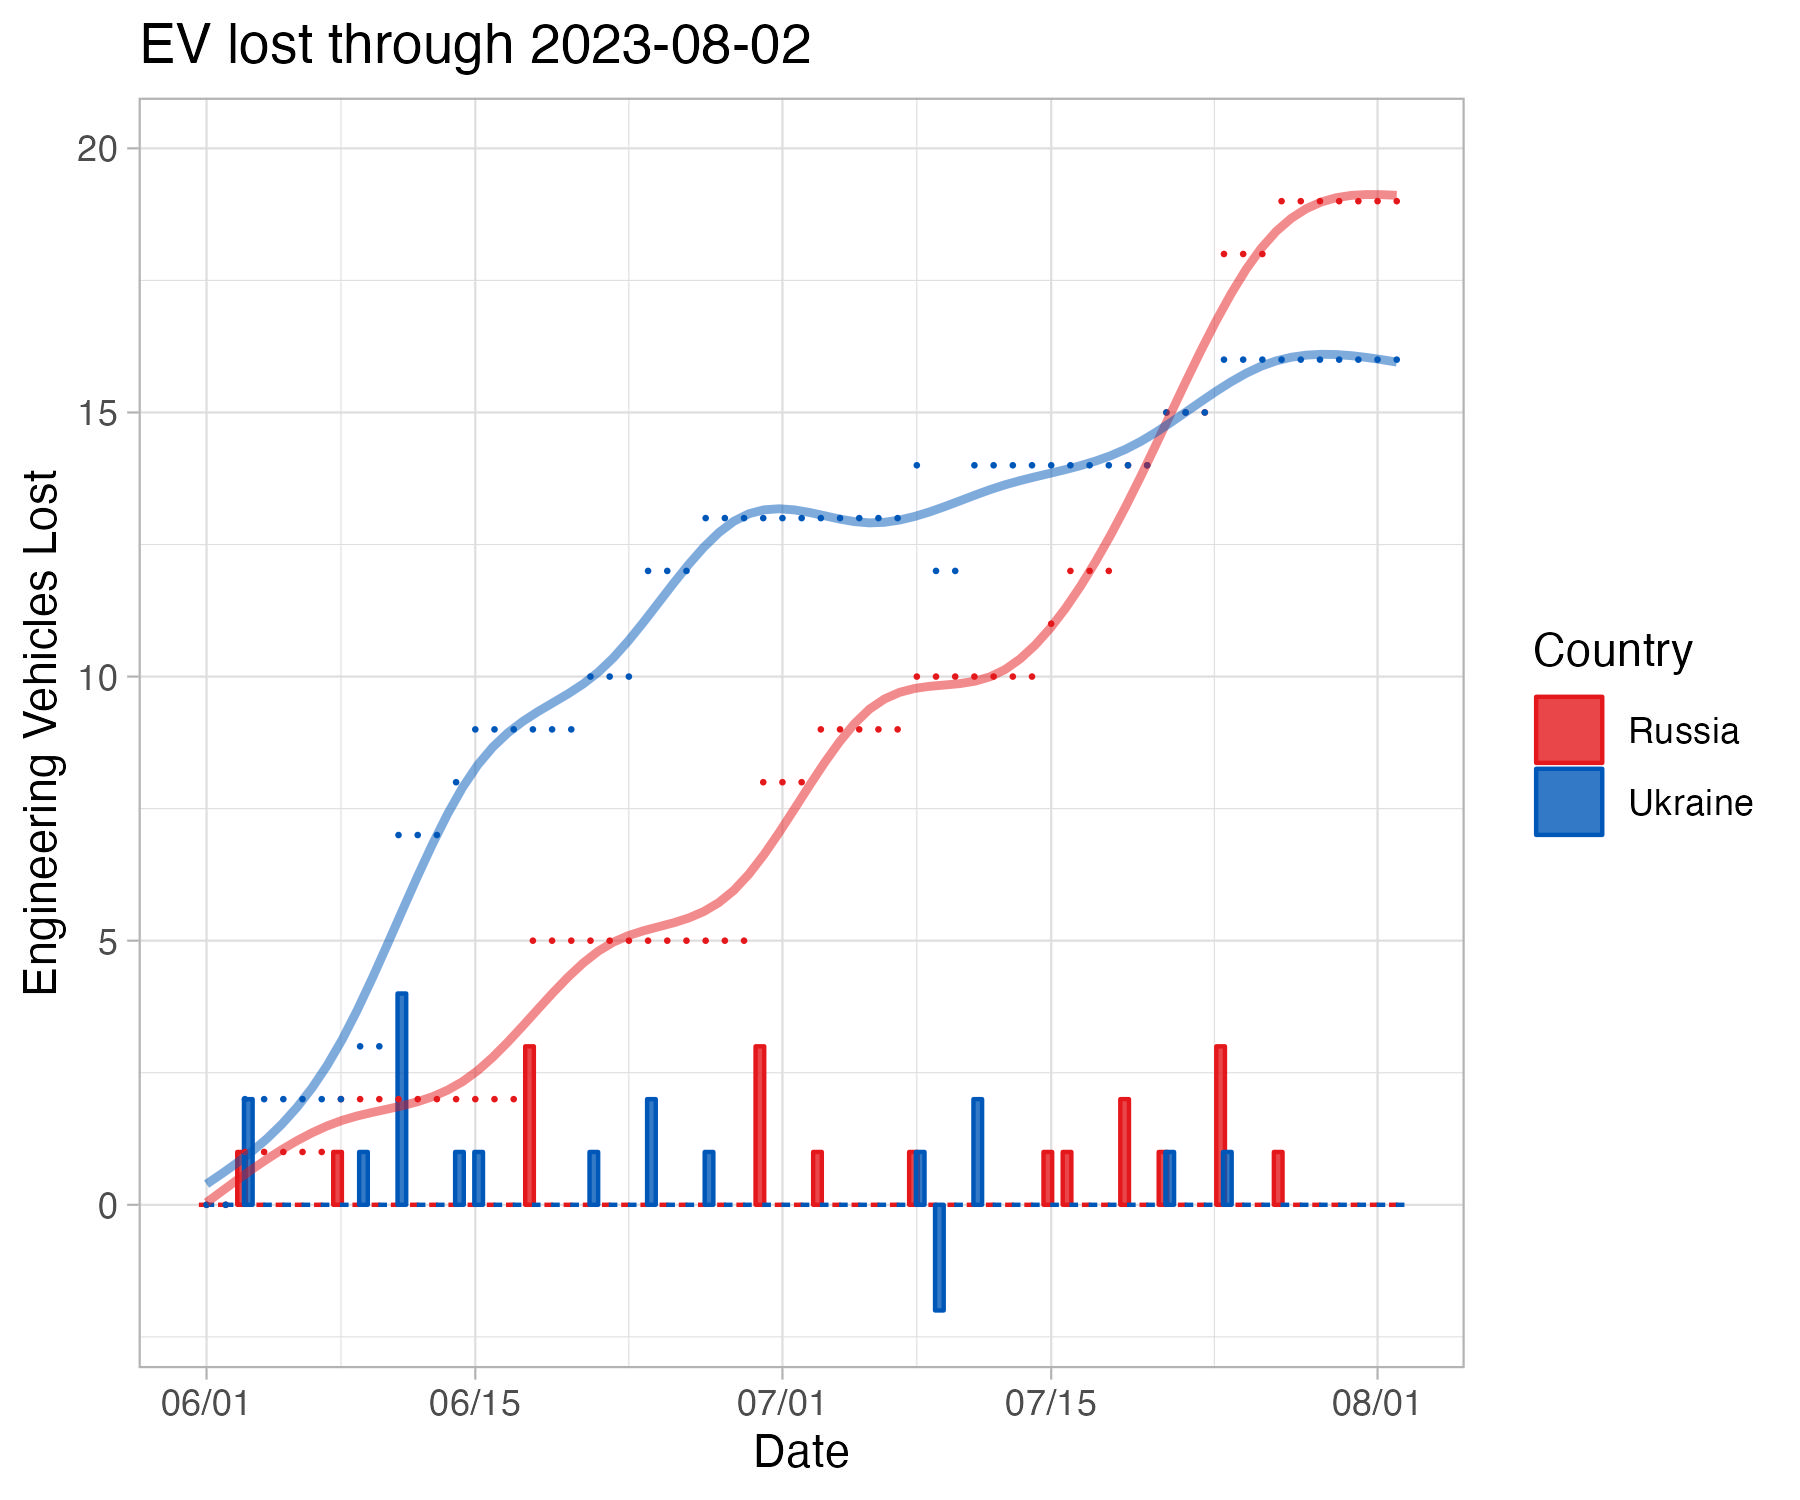 EV lost through 2023-08-02
Engineering Vehicles Lost
20
15
10
5
0
06/01
06/15
07/01
07/15
08/01
Date
Country
Russia
Ukraine